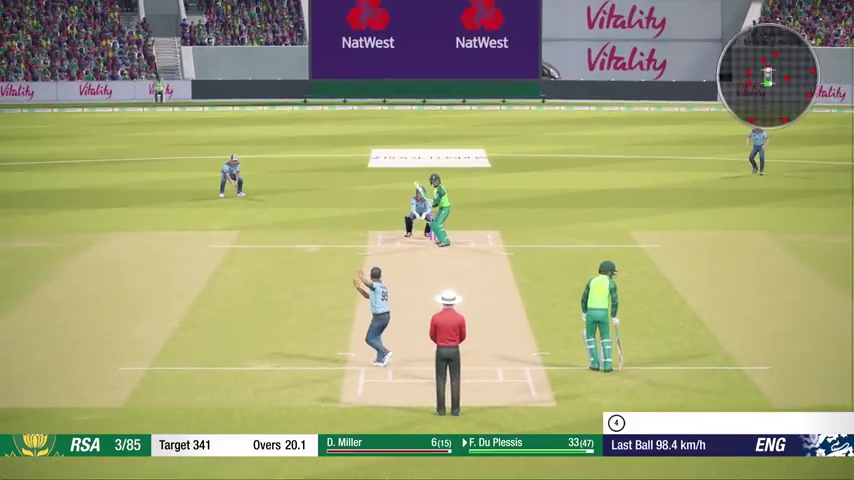 NatWest
NatWest
Vitality
Vitality
Vitality
Vitality
Vitality
Vitality
95
4
RSA 3/85
Target 341
Overs 20.1
D. Miller 6 (15)
F. Du Plessis 33 (47)
Last Ball 98.4 km/h
ENG